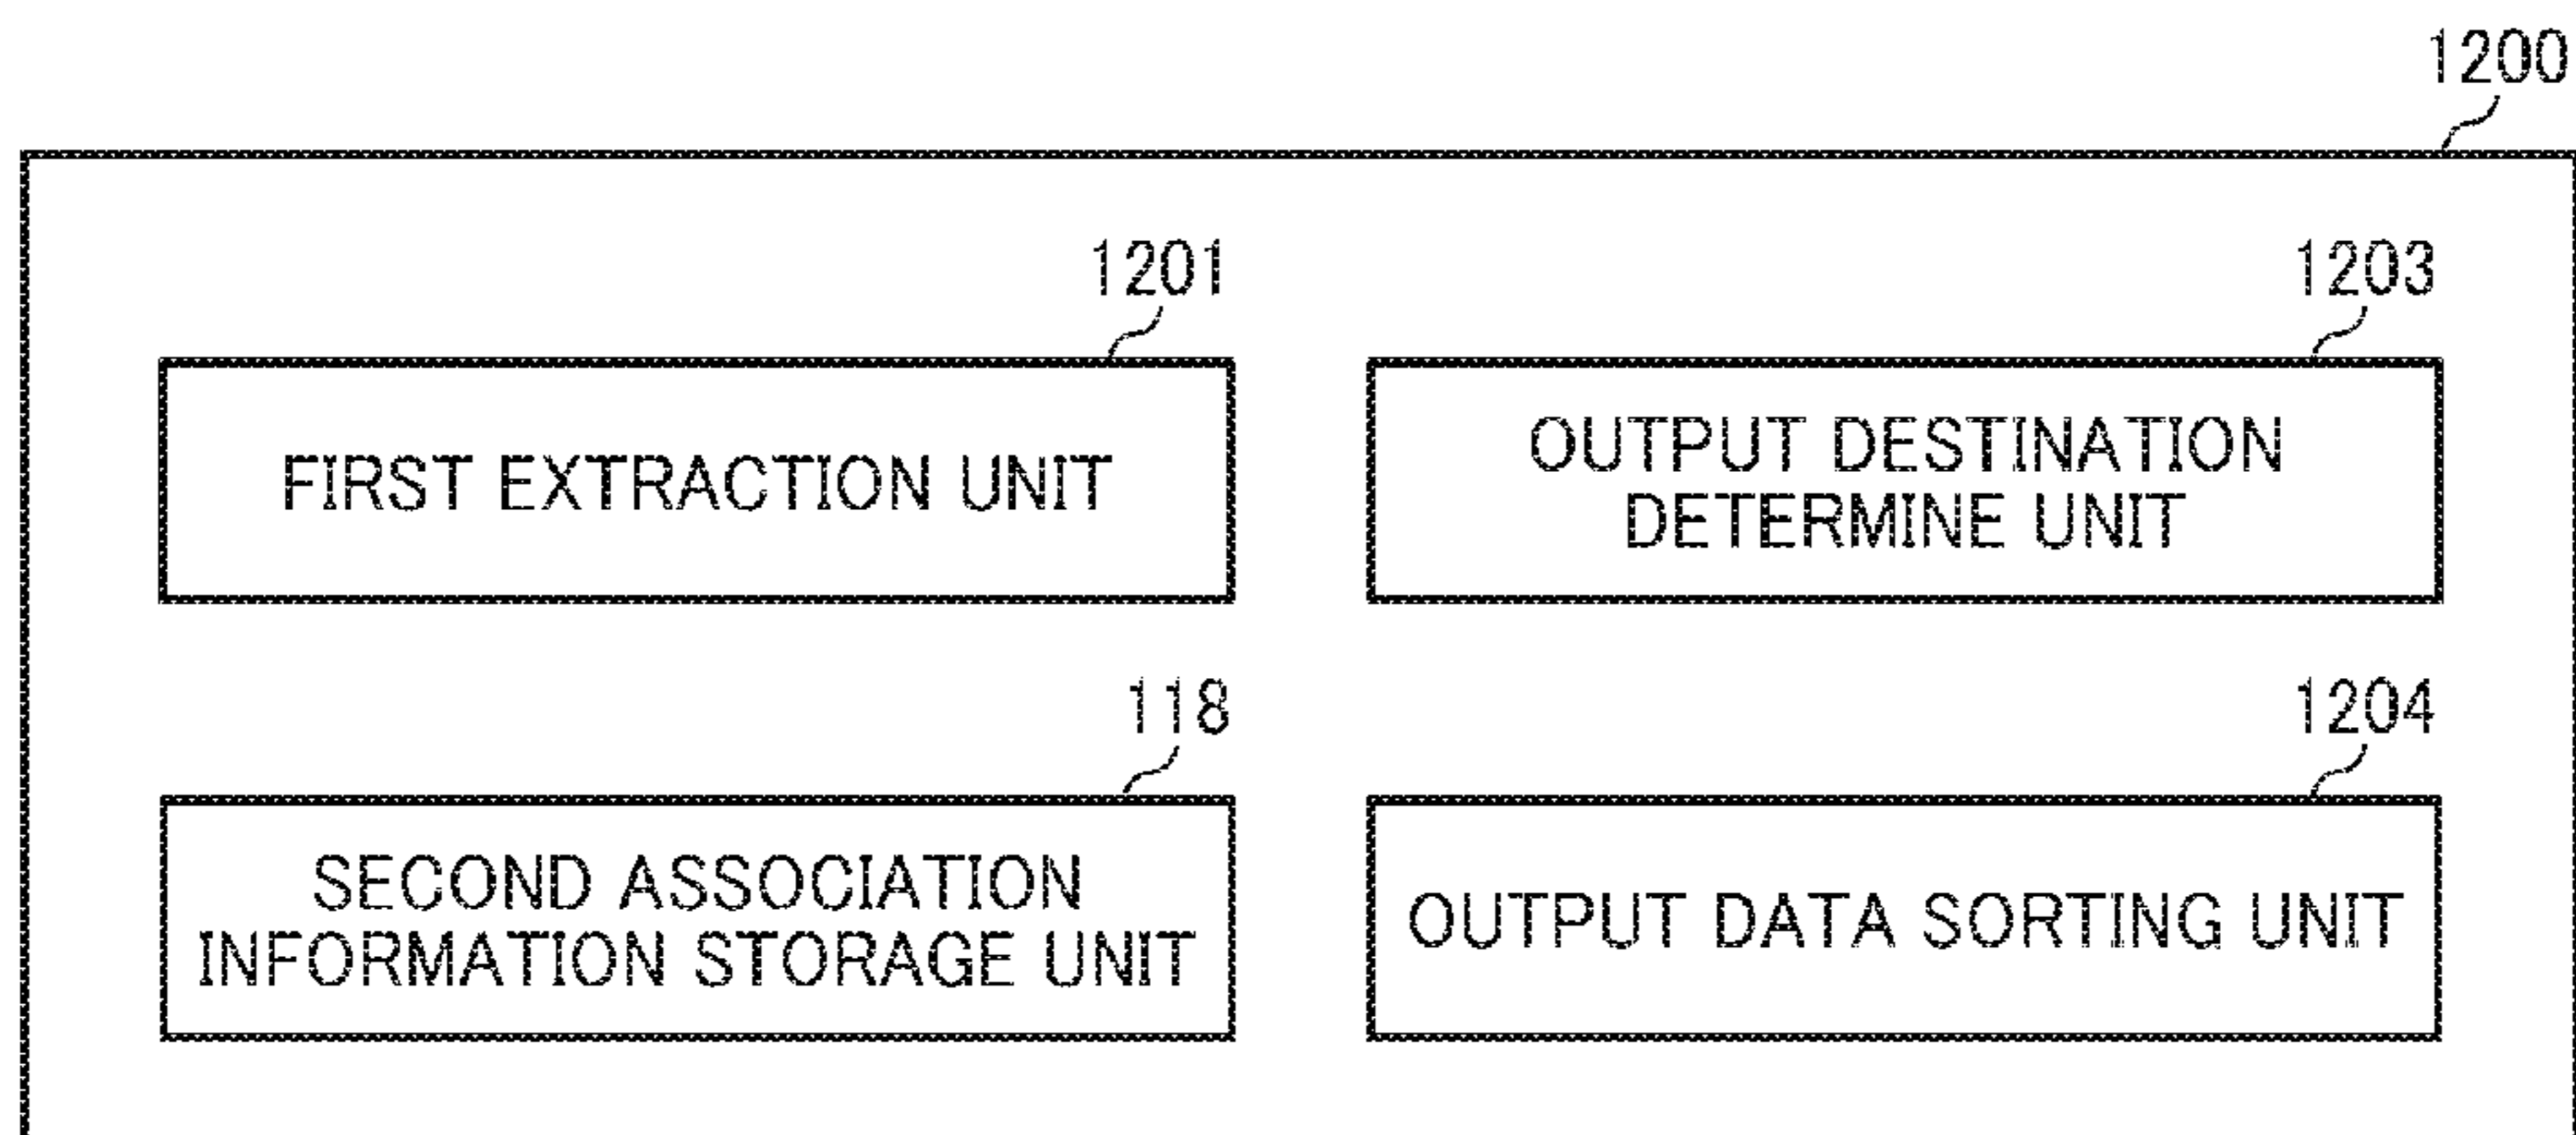 1200
1201
FIRST EXTRACTION UNIT
1203
OUTPUT DESTINATION
DETERMINE UNIT
118
SECOND ASSOCIATION
INFORMATION STORAGE UNIT
1204
OUTPUT DATA SORTING UNIT